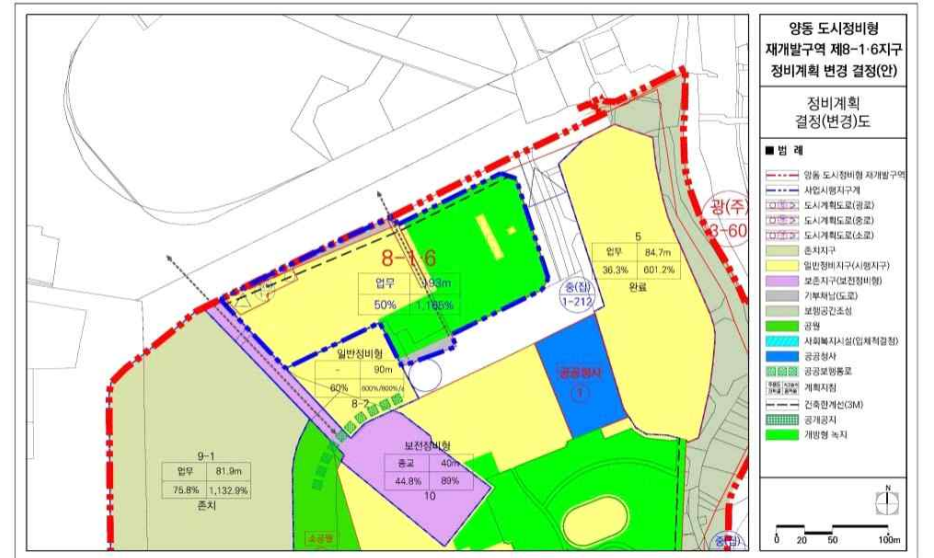 양동 도시정비형
재개발구역 제8-1·6지구
정비계획 변경 결정(안)
정비계획
결정(변경)도
■ 범 례
양동 도시정비형 재개발구역
사업시행지구계
도시계획도로(광로)
도시계획도로(중로)
도시계획도로(소로)
존치지구
일반정비지구(시행지구)
보존지구(보전정비형)
기부채납(도로)
보행공간조성
공원
사회복지시설(입체적결정)
공공청사
공공보행통로
계획지침
건축한계선(3M)
공개공지
개방형 녹지
N
0 20 50 100m
광(주)
3-60
5
업무 84.7m
36.3% 601.2%
완료
8-1·6
업무
50% 1,165%
중(집)
1-212
일반정비형
- 90m
60%
8-2
공공청사
1
보전정비형
종교 40m
44.8% 89%
10
9-1
업무 81.9m
75.8% 1,132.9%
존치
소공원